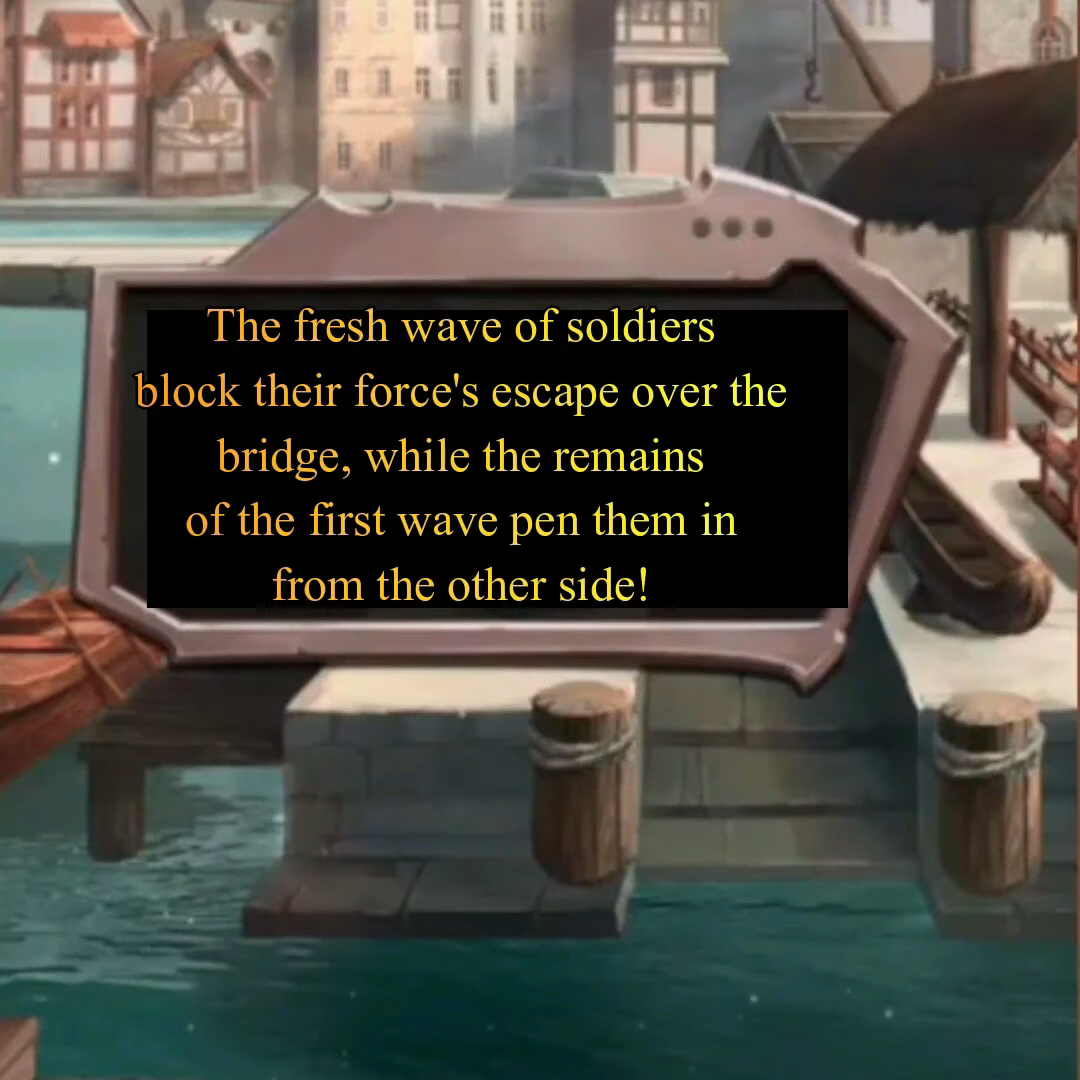 The fresh wave of soldiers
block their force's escape over the
bridge, while the remains
of the first wave pen them in
from the other side!